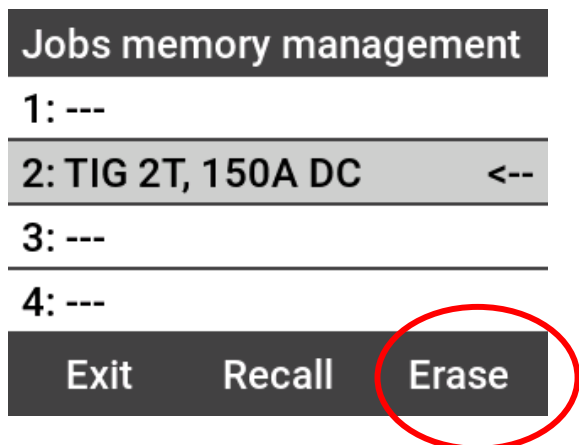 Jobs memory management
1: ---
2: TIG 2T, 150A DC <--
3: ---
4: ---
Exit Recall Erase